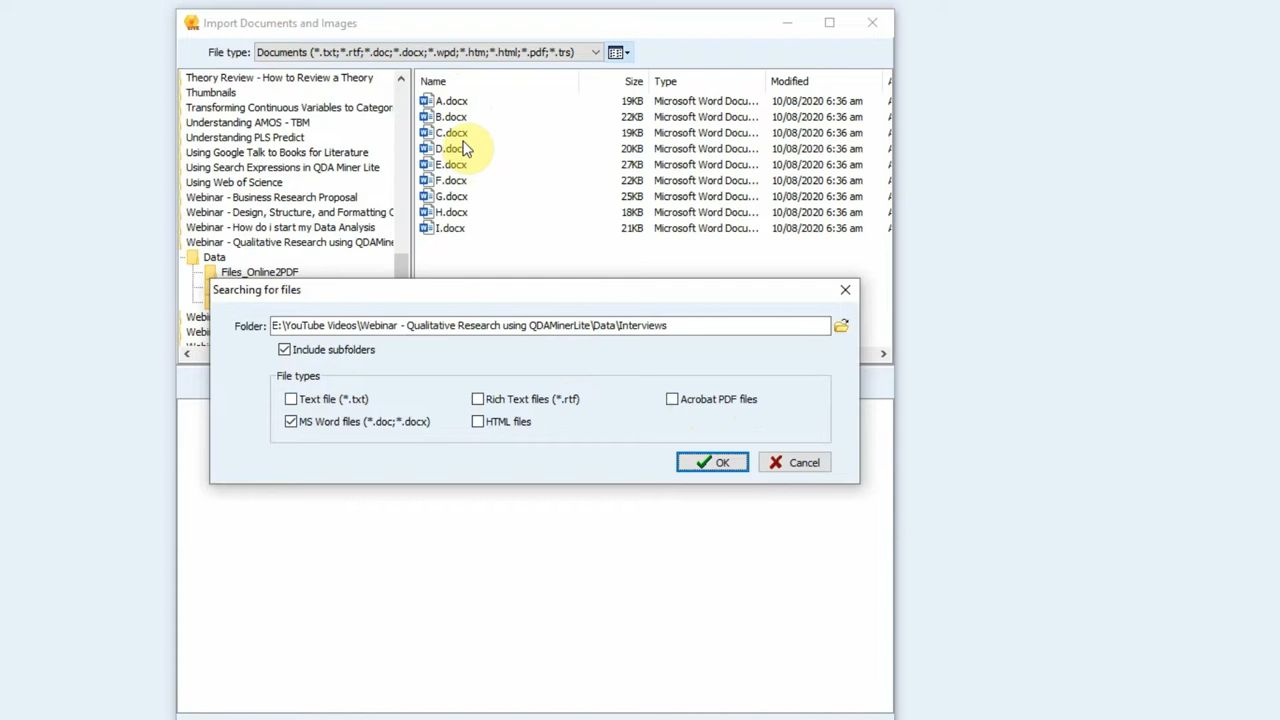 Import Documents and Images
File type: Documents (*.txt;*.rtf;*.doc;*.docx;*.wpd;*.htm;*.html;*.pdf;*.trs)
Theory Review - How to Review a Theory
Thumbnails
Transforming Continuous Variables to Categor
Understanding AMOS - TBM
Understanding PLS Predict
Using Google Talk to Books for Literature
Using Search Expressions in QDA Miner Lite
Using Web of Science
Webinar - Business Research Proposal
Webinar - Design, Structure, and Formatting C
Webinar - How do i start my Data Analysis
Webinar - Qualitative Research using QDAMine
Data
Files_Online2PDF
Webi
Webi
Name Size Type Modified
A.docx 19KB Microsoft Word Docu... 10/08/2020 6:36 am
B.docx 22KB Microsoft Word Docu... 10/08/2020 6:36 am
C.docx 19KB Microsoft Word Docu... 10/08/2020 6:36 am
D.docx 20KB Microsoft Word Docu... 10/08/2020 6:36 am
E.docx 27KB Microsoft Word Docu... 10/08/2020 6:36 am
F.docx 22KB Microsoft Word Docu... 10/08/2020 6:36 am
G.docx 25KB Microsoft Word Docu... 10/08/2020 6:36 am
H.docx 18KB Microsoft Word Docu... 10/08/2020 6:36 am
I.docx 21KB Microsoft Word Docu... 10/08/2020 6:36 am
Searching for files
Folder: E:\YouTube Videos\Webinar - Qualitative Research using QDAMinerLite\Data\Interviews
Include subfolders
File types
Text file (*.txt) Rich Text files (*.rtf) Acrobat PDF files
MS Word files (*.doc;*.docx) HTML files
OK Cancel